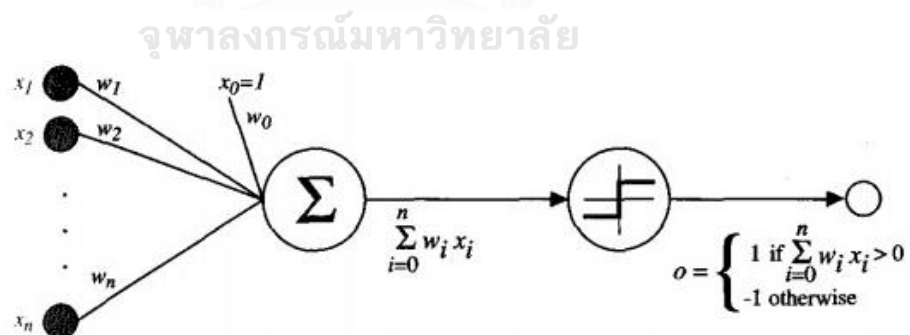 จุฬาลงกรณ์มหาวิทยาลัย
x₁ w₁ x₀=1
w₀
x₂ w₂
Σ
n
∑ wᵢ xᵢ
i=0
wₙ
xₙ
o = { 1 if n∑i=0 wᵢ xᵢ > 0
-1 otherwise